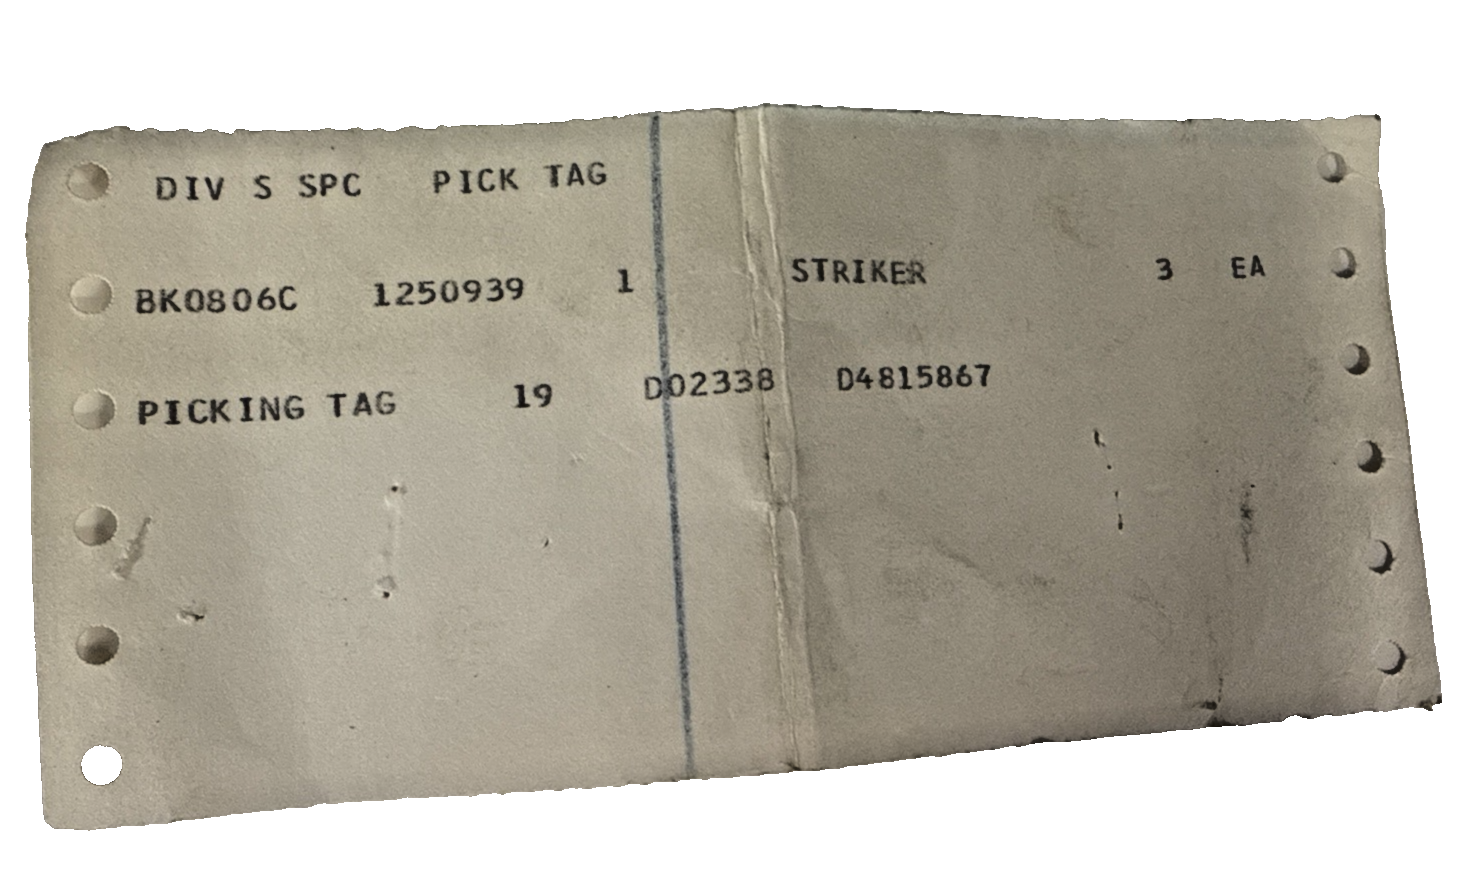 DIV S SPC PICK TAG
BK0806C 1250939 1 STRIKER 3 EA
PICKING TAG 19 D02338 D4815867